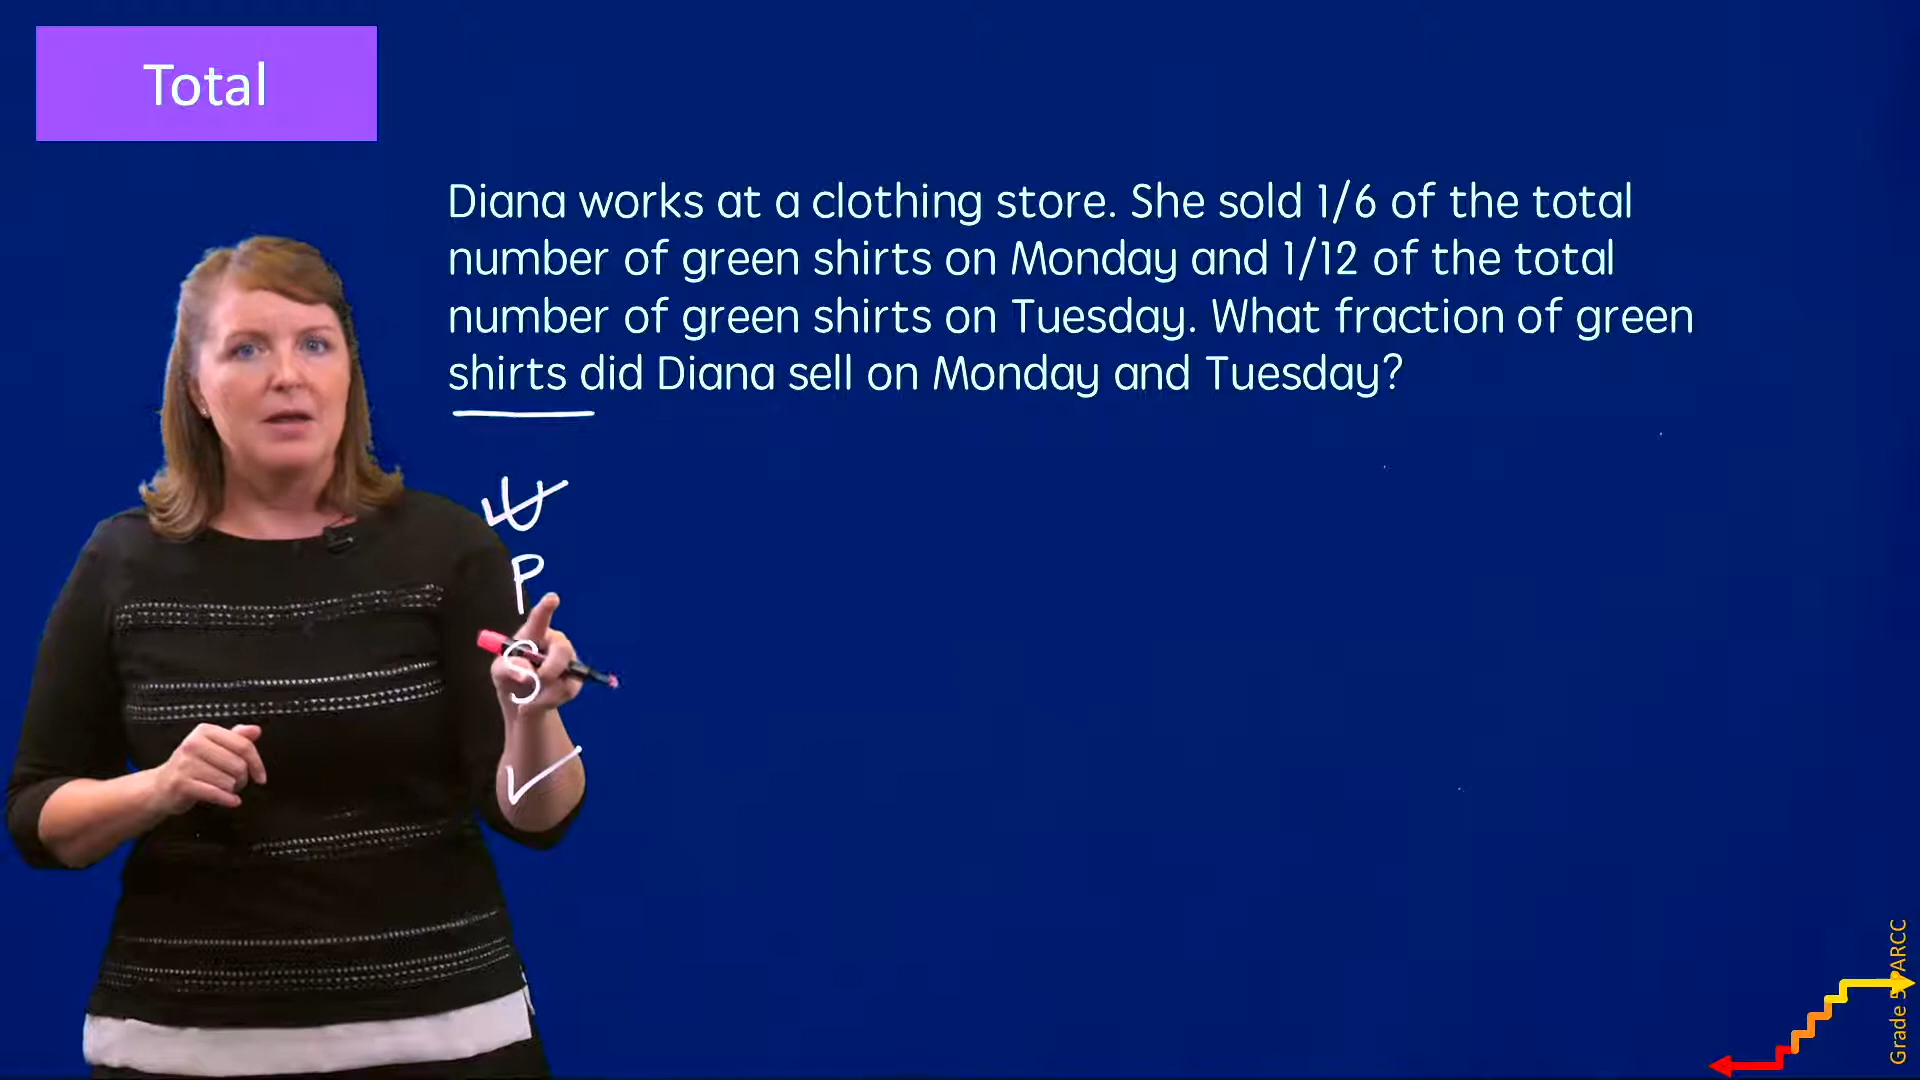 Total
Diana works at a clothing store. She sold 1/6 of the total
number of green shirts on Monday and 1/12 of the total
number of green shirts on Tuesday. What fraction of green
shirts did Diana sell on Monday and Tuesday?
U
P
S
Grade 5 PARCC